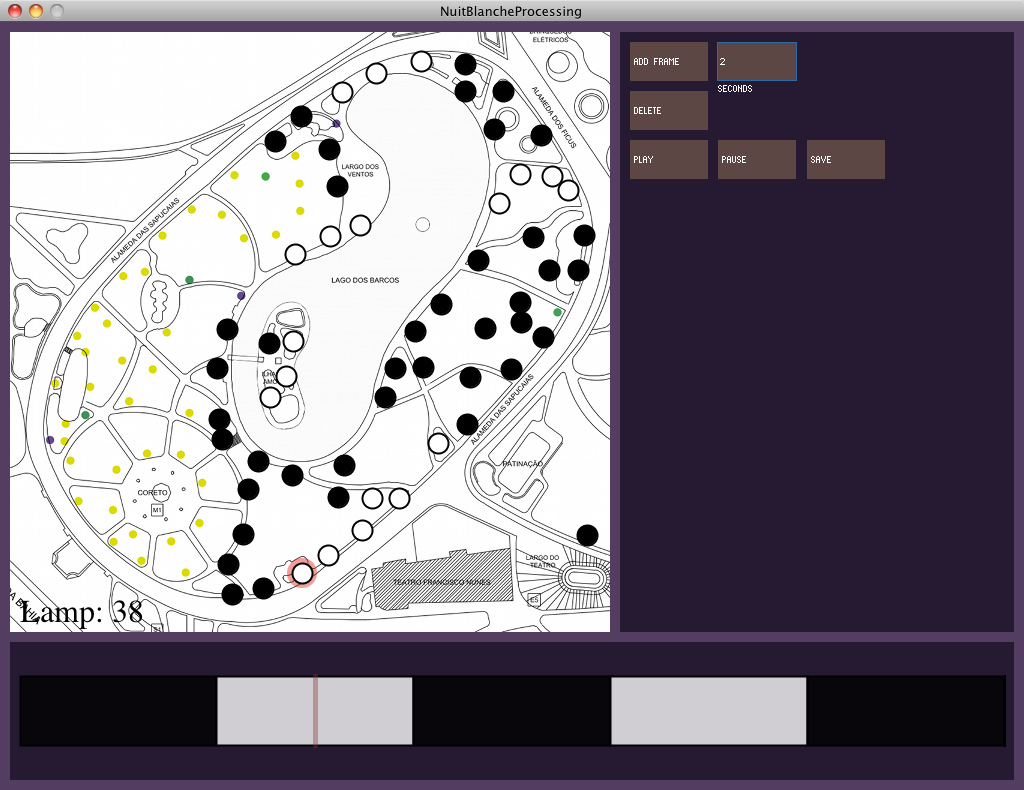 NuitBlancheProcessing
BRINQUEDOS
ELÉTRICOS
ALAMEDA DOS FICUS
LARGO DOS
VENTOS
ALAMEDA DAS SAPUCAIAS
LAGO DOS BARCOS
ALAMEDA DAS SAPUCAIAS
PATINAÇÃO
CORETO
M1
LARGO DO
TEATRO
TEATRO FRANCISCO NUNES
Lamp: 38
ADD FRAME
2
SECONDS
DELETE
PLAY
PAUSE
SAVE